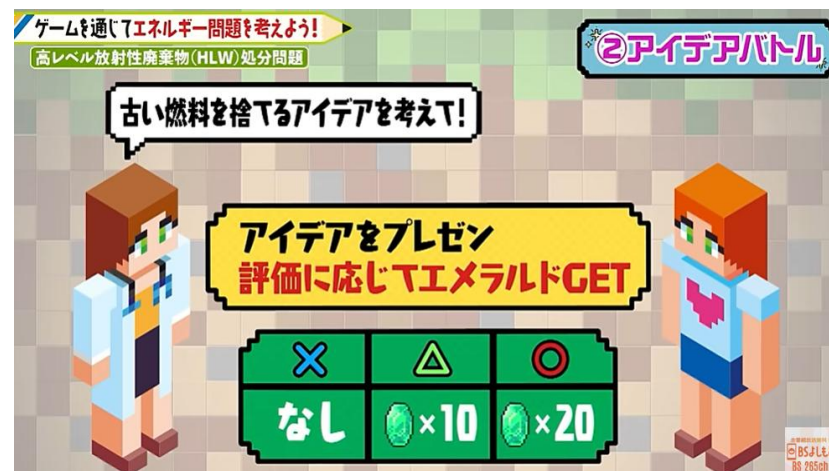 ゲームを通じてエネルギー問題を考えよう!
高レベル放射性廃棄物(HLW)処分問題
②アイデアバトル
古い燃料を捨てるアイデアを考えて!
アイデアをプレゼン
評価に応じてエメラルドGET
× △ ○
なし ×10 ×20
BSよしもと
BS 265ch